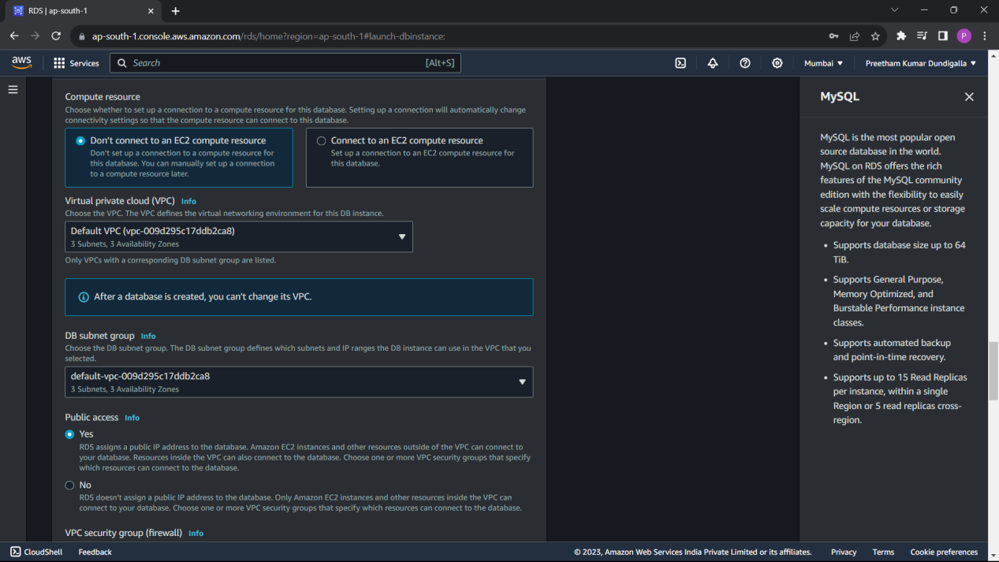 RDS | ap-south-1
ap-south-1.console.aws.amazon.com/rds/home?region=ap-south-1#launch-dbinstance:
P
aws
Services
Search
[Alt+S]
Mumbai
Preetham Kumar Dundigalla
Compute resource
Choose whether to set up a connection to a compute resource for this database. Setting up a connection will automatically change
connectivity settings so that the compute resource can connect to this database.
Don't connect to an EC2 compute resource
Don't set up a connection to a compute resource for
this database. You can manually set up a connection
to a compute resource later.
Connect to an EC2 compute resource
Set up a connection to an EC2 compute resource for
this database.
Virtual private cloud (VPC) Info
Choose the VPC. The VPC defines the virtual networking environment for this DB instance.
Default VPC (vpc-009d295c17ddb2ca8)
3 Subnets, 3 Availability Zones
Only VPCs with a corresponding DB subnet group are listed.
After a database is created, you can't change its VPC.
DB subnet group Info
Choose the DB subnet group. The DB subnet group defines which subnets and IP ranges the DB instance can use in the VPC that you
selected.
default-vpc-009d295c17ddb2ca8
3 Subnets, 3 Availability Zones
Public access Info
Yes
RDS assigns a public IP address to the database. Amazon EC2 instances and other resources outside of the VPC can connect to
your database. Resources inside the VPC can also connect to the database. Choose one or more VPC security groups that specify
which resources can connect to the database.
No
RDS doesn't assign a public IP address to the database. Only Amazon EC2 instances and other resources inside the VPC can
connect to your database. Choose one or more VPC security groups that specify which resources can connect to the database.
VPC security group (firewall) Info
MySQL
MySQL is the most popular open
source database in the world.
MySQL on RDS offers the rich
features of the MySQL community
edition with the flexibility to easily
scale compute resources or storage
capacity for your database.
• Supports database size up to 64
TiB.
• Supports General Purpose,
Memory Optimized, and
Burstable Performance instance
classes.
• Supports automated backup
and point-in-time recovery.
• Supports up to 15 Read Replicas
per instance, within a single
Region or 5 read replicas cross-
region.
CloudShell
Feedback
© 2023, Amazon Web Services India Private Limited or its affiliates.
Privacy
Terms
Cookie preferences